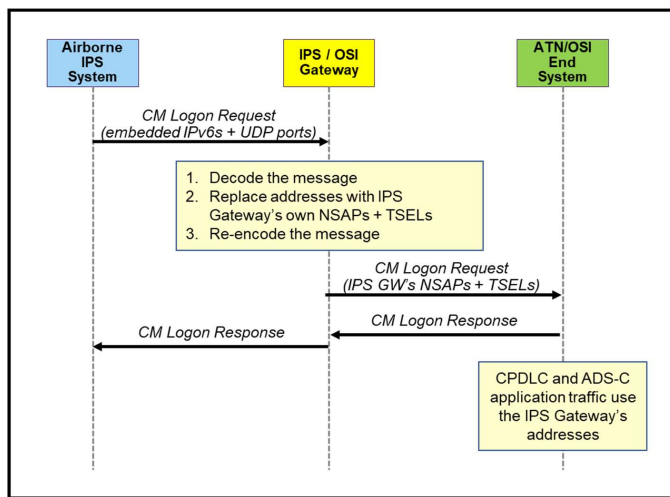 Airborne
IPS
System
IPS / OSI
Gateway
ATN/OSI
End
System
CM Logon Request
(embedded IPv6s + UDP ports)
1. Decode the message
2. Replace addresses with IPS
Gateway's own NSAPs + TSELs
3. Re-encode the message
CM Logon Request
(IPS GW's NSAPs + TSELs)
CM Logon Response
CM Logon Response
CPDLC and ADS-C
application traffic use
the IPS Gateway's
addresses